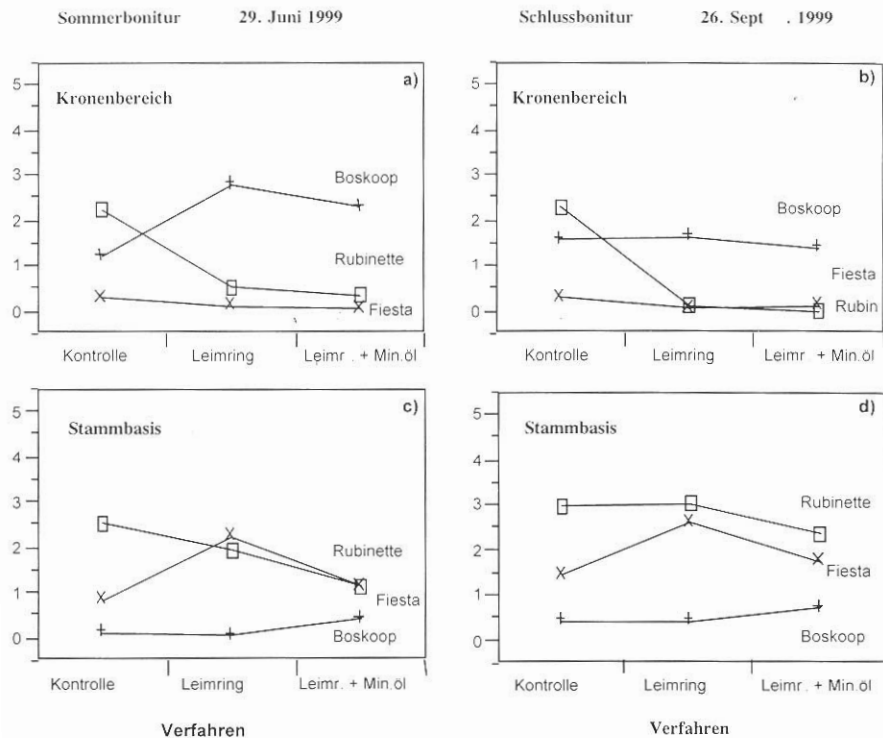 Sommerbonitur 29. Juni 1999
Schlussbonitur 26. Sept . 1999
a)
Kronenbereich
5
4
3
2
1
0
Boskoop
Rubinette
Fiesta
Kontrolle Leimring Leimr . + Min.öl
b)
Kronenbereich
5
4
3
2
1
0
Boskoop
Fiesta
Rubin
Kontrolle Leimring Leimr . + Min.öl
c)
Stammbasis
5
4
3
2
1
0
Rubinette
Fiesta
Boskoop
Kontrolle Leimring Leimr. + Min.öl
Verfahren
d)
Stammbasis
5
4
3
2
1
0
Rubinette
Fiesta
Boskoop
Kontrolle Leimring Leimr. + Min.öl
Verfahren